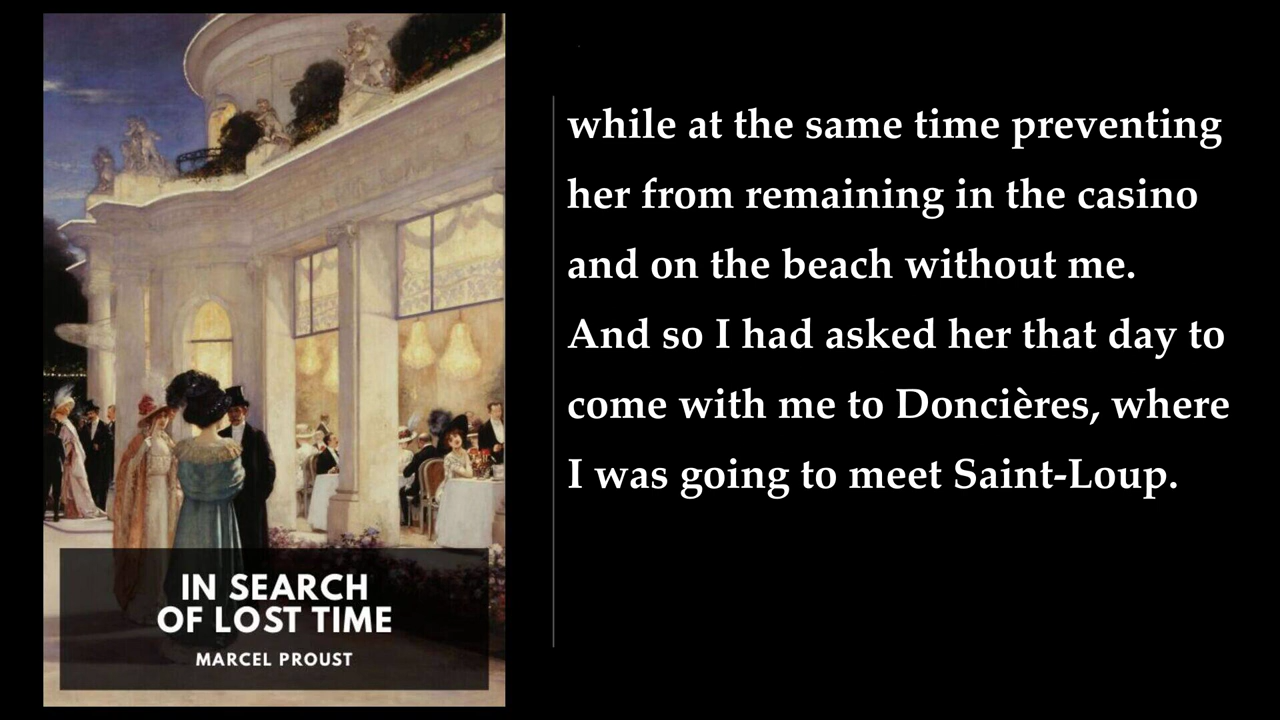 while at the same time preventing
her from remaining in the casino
and on the beach without me.
And so I had asked her that day to
come with me to Doncières, where
I was going to meet Saint-Loup.
IN SEARCH
OF LOST TIME
MARCEL PROUST